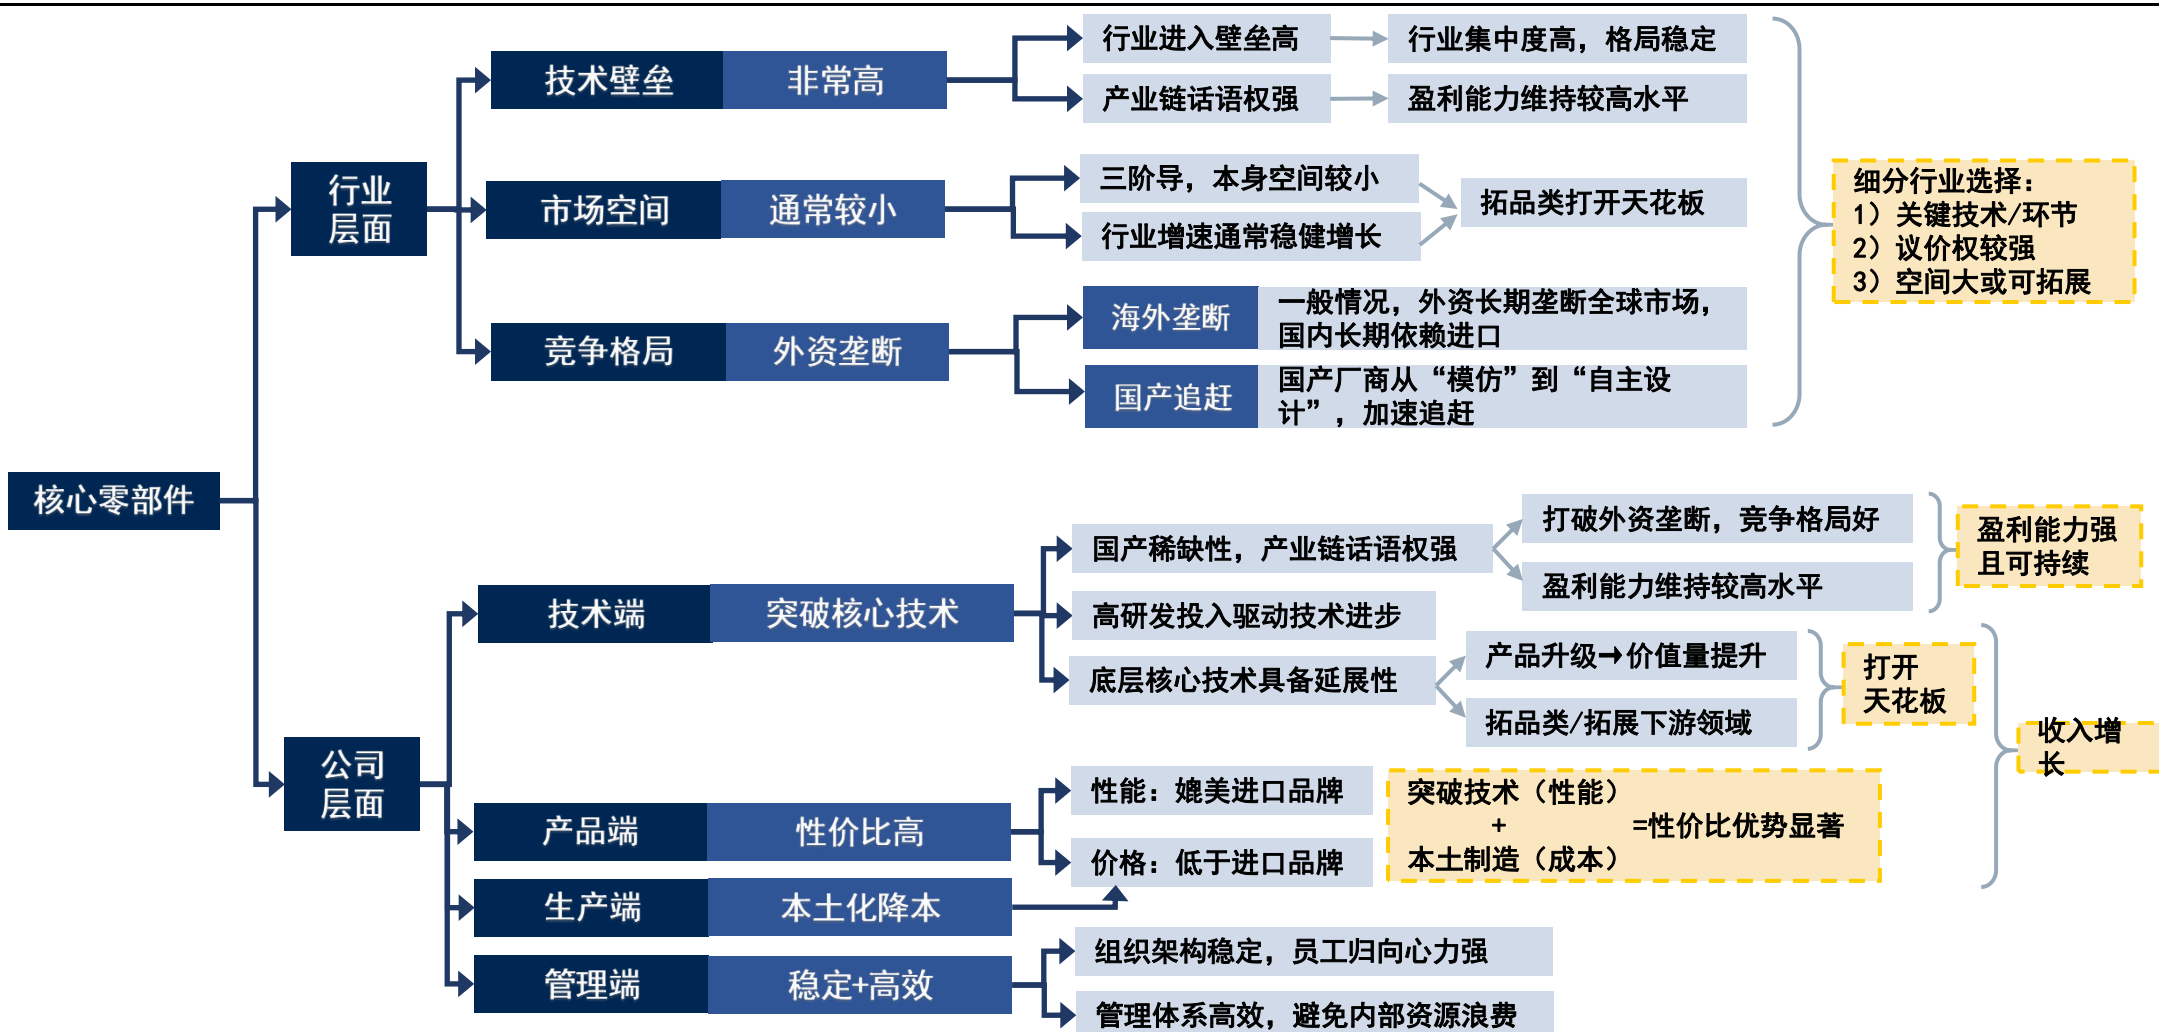 核心零部件
行业
层面
技术壁垒
非常高
行业进入壁垒高
行业集中度高，格局稳定
产业链话语权强
盈利能力维持较高水平
市场空间
通常较小
三阶导，本身空间较小
行业增速通常稳健增长
拓品类打开天花板
竞争格局
外资垄断
海外垄断
一般情况，外资长期垄断全球市场，
国内长期依赖进口
国产追赶
国产厂商从“模仿”到“自主设
计”，加速追赶
细分行业选择：
1）关键技术/环节
2）议价权较强
3）空间大或可拓展
公司
层面
技术端
突破核心技术
国产稀缺性，产业链话语权强
打破外资垄断，竞争格局好
盈利能力维持较高水平
盈利能力强
且可持续
高研发投入驱动技术进步
底层核心技术具备延展性
产品升级→价值量提升
拓品类/拓展下游领域
打开
天花板
收入增
长
产品端
性价比高
性能：媲美进口品牌
价格：低于进口品牌
突破技术（性能）
+ =性价比优势显著
本土制造（成本）
生产端
本土化降本
管理端
稳定+高效
组织架构稳定，员工归向心力强
管理体系高效，避免内部资源浪费